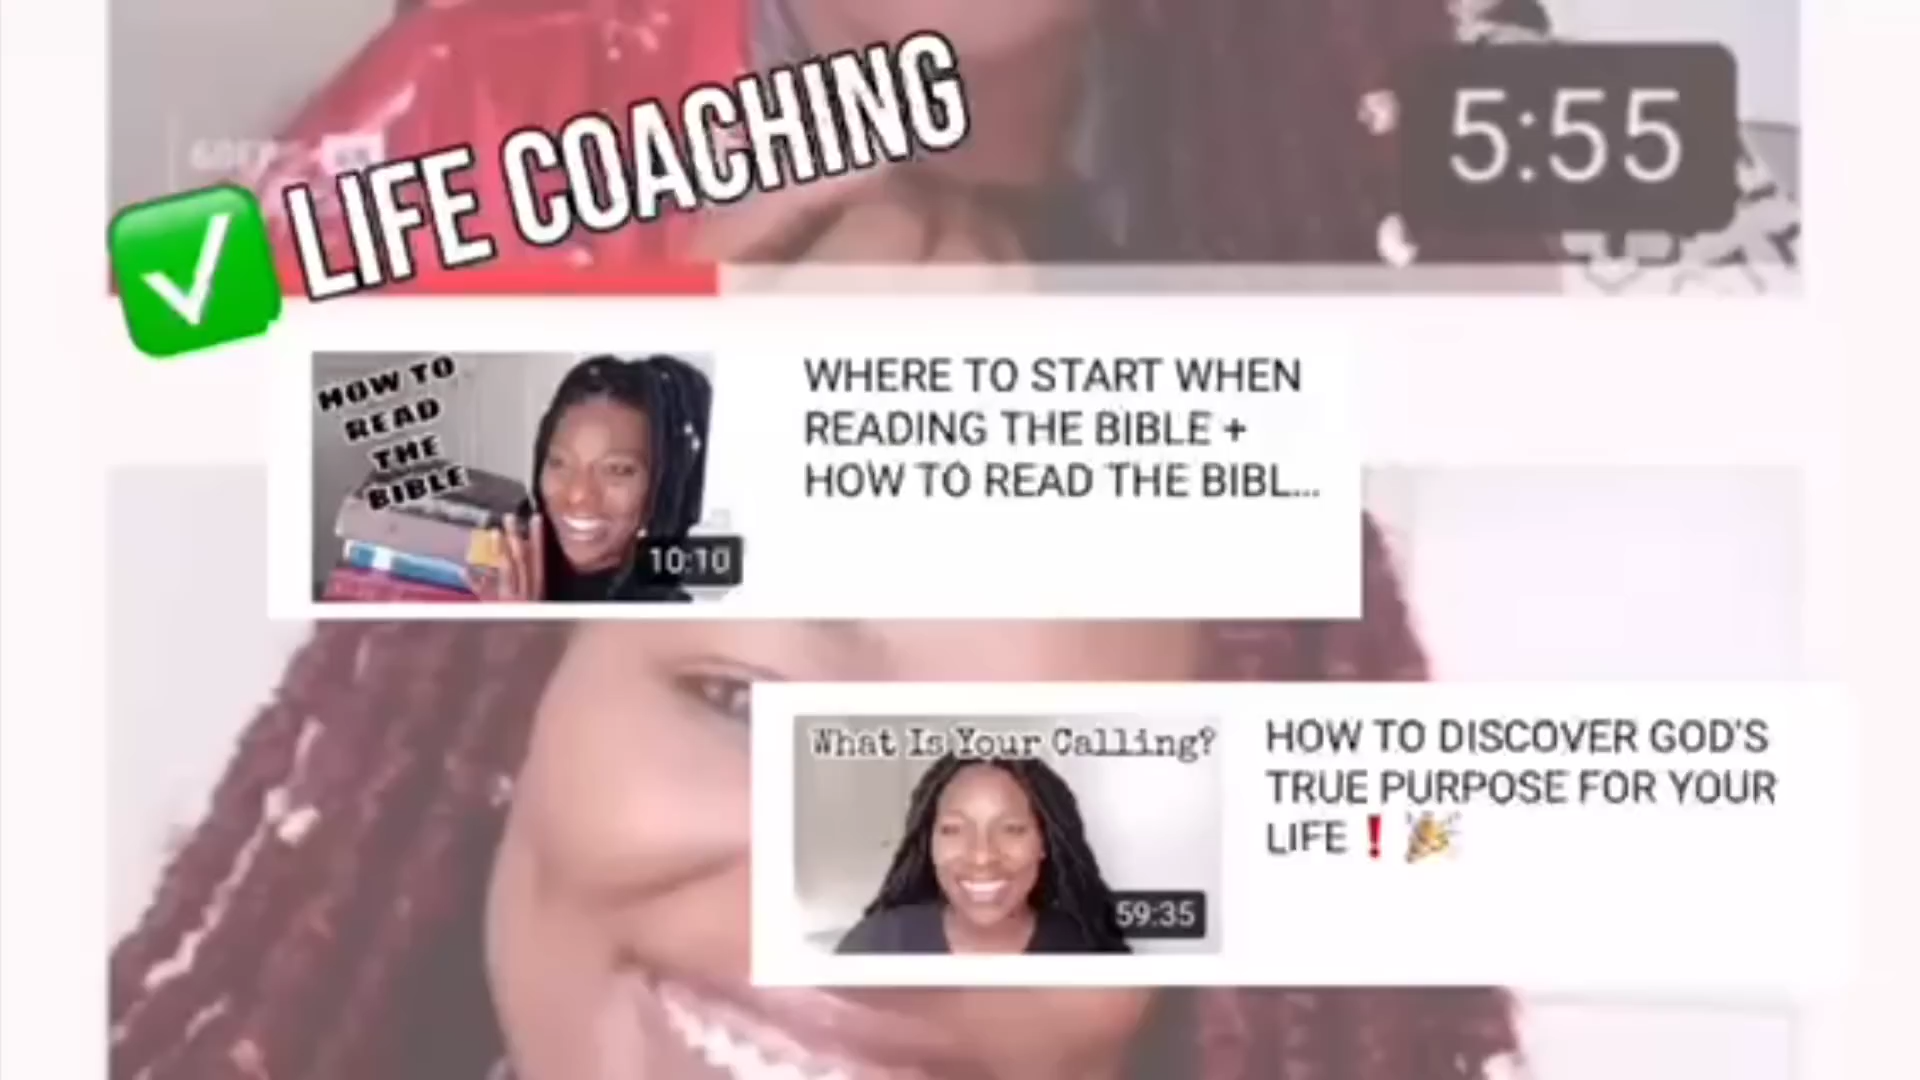 LIFE COACHING
5:55
HOW TO
READ
THE
BIBLE
10:10
WHERE TO START WHEN
READING THE BIBLE +
HOW TO READ THE BIBL...
What Is Your Calling?
59:35
HOW TO DISCOVER GOD'S
TRUE PURPOSE FOR YOUR
LIFE❗🎉